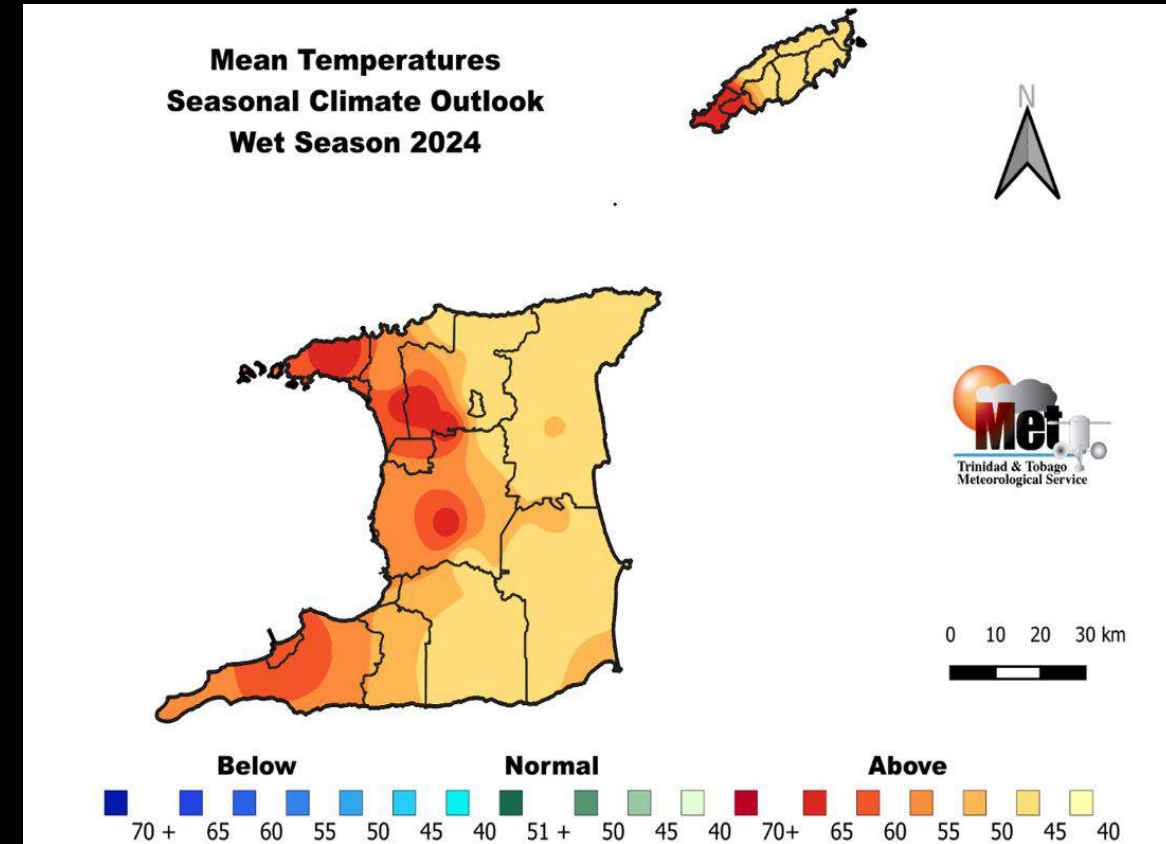 Mean Temperatures
Seasonal Climate Outlook
Wet Season 2024
N
Met
Trinidad & Tobago
Meteorological Service
0 10 20 30 km
Below Normal Above
70 + 65 60 55 50 45 40 51 + 50 45 40 70+ 65 60 55 50 45 40